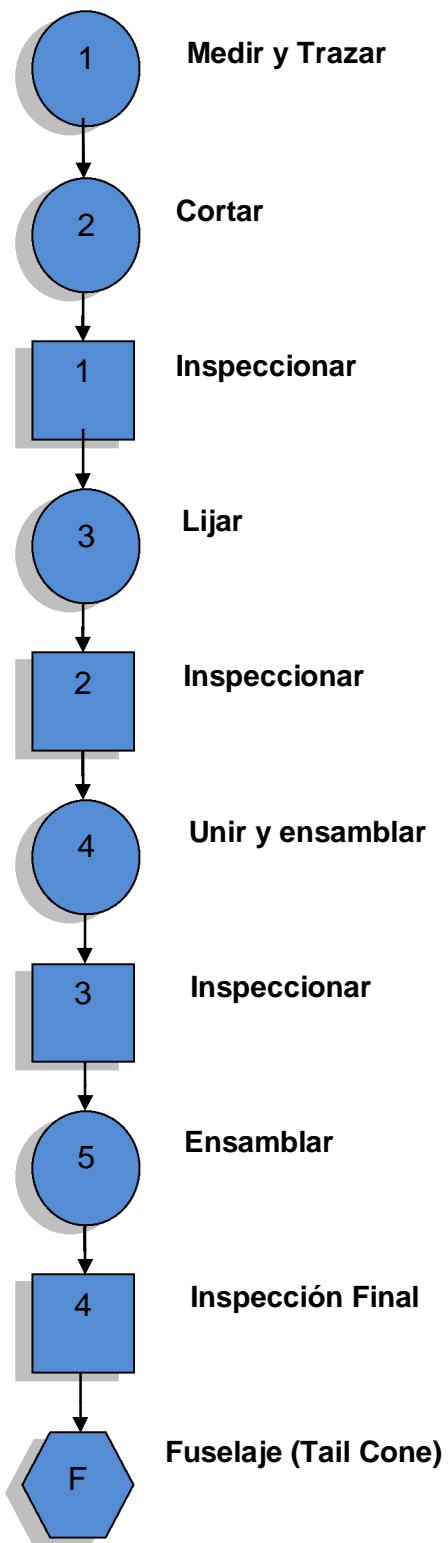 1 Medir y Trazar
2 Cortar
1 Inspeccionar
3 Lijar
2 Inspeccionar
4 Unir y ensamblar
3 Inspeccionar
5 Ensamblar
4 Inspección Final
F Fuselaje (Tail Cone)